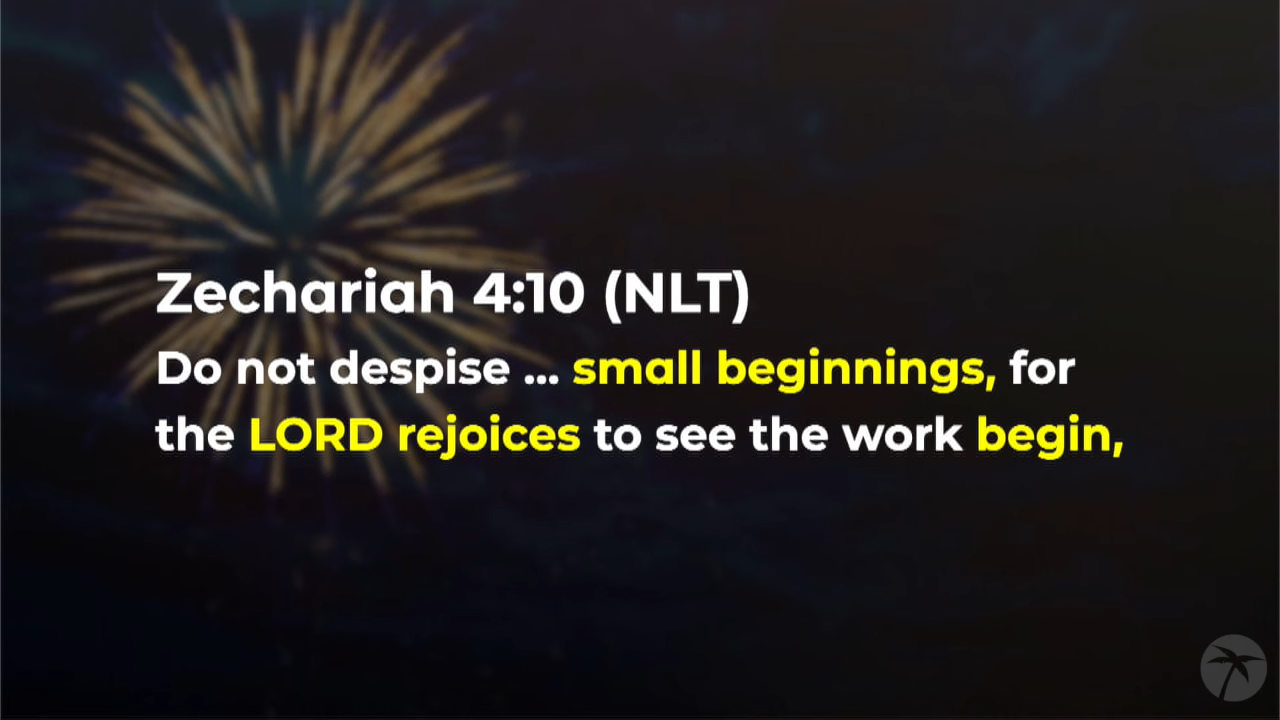 Zechariah 4:10 (NLT)
Do not despise ... small beginnings, for
the LORD rejoices to see the work begin,